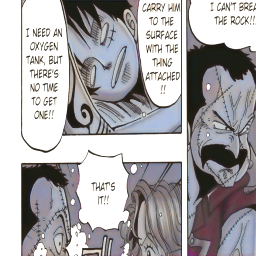 I NEED AN
OXYGEN
TANK, BUT
THERE'S
NO TIME
TO GET
ONE!!
CARRY HIM
TO THE
SURFACE
WITH THE
THING
ATTACHED
!!
I CAN'T
THE ROCK!!
THAT'S
IT!!